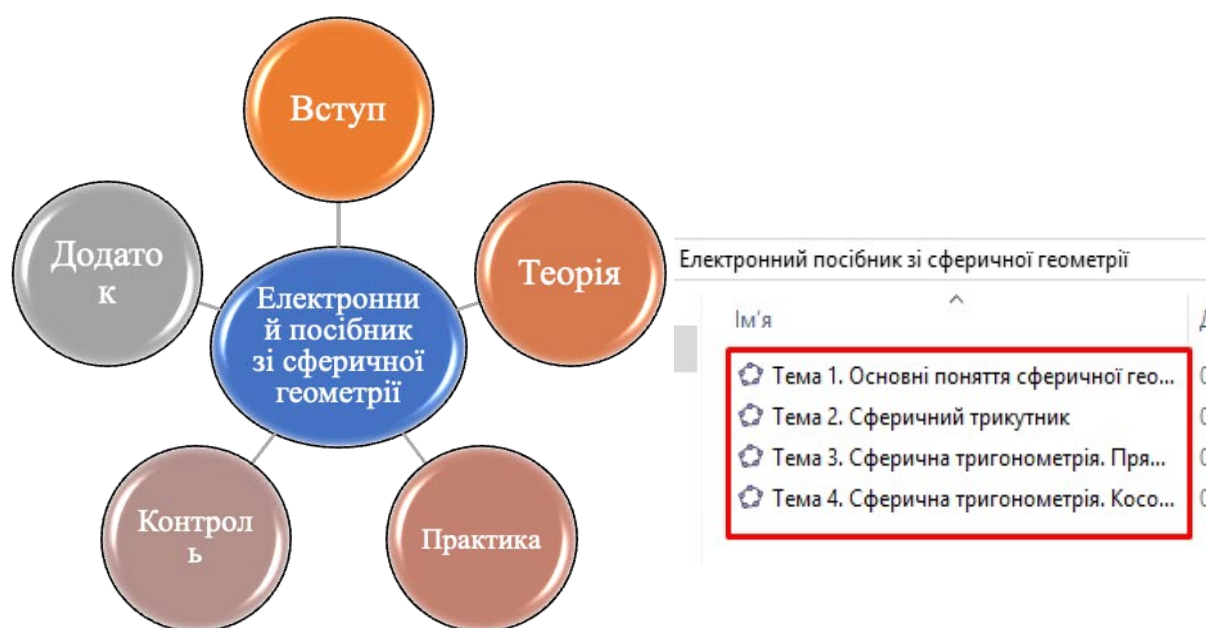 Вступ
Додато
к
Теорія
Електронни
й посібник
зі сферичної
геометрії
Контрол
ь
Практика
Електронний посібник зі сферичної геометрії
Ім'я
Тема 1. Основні поняття сферичної гео...
Тема 2. Сферичний трикутник
Тема 3. Сферична тригонометрія. Пря...
Тема 4. Сферична тригонометрія. Косо...